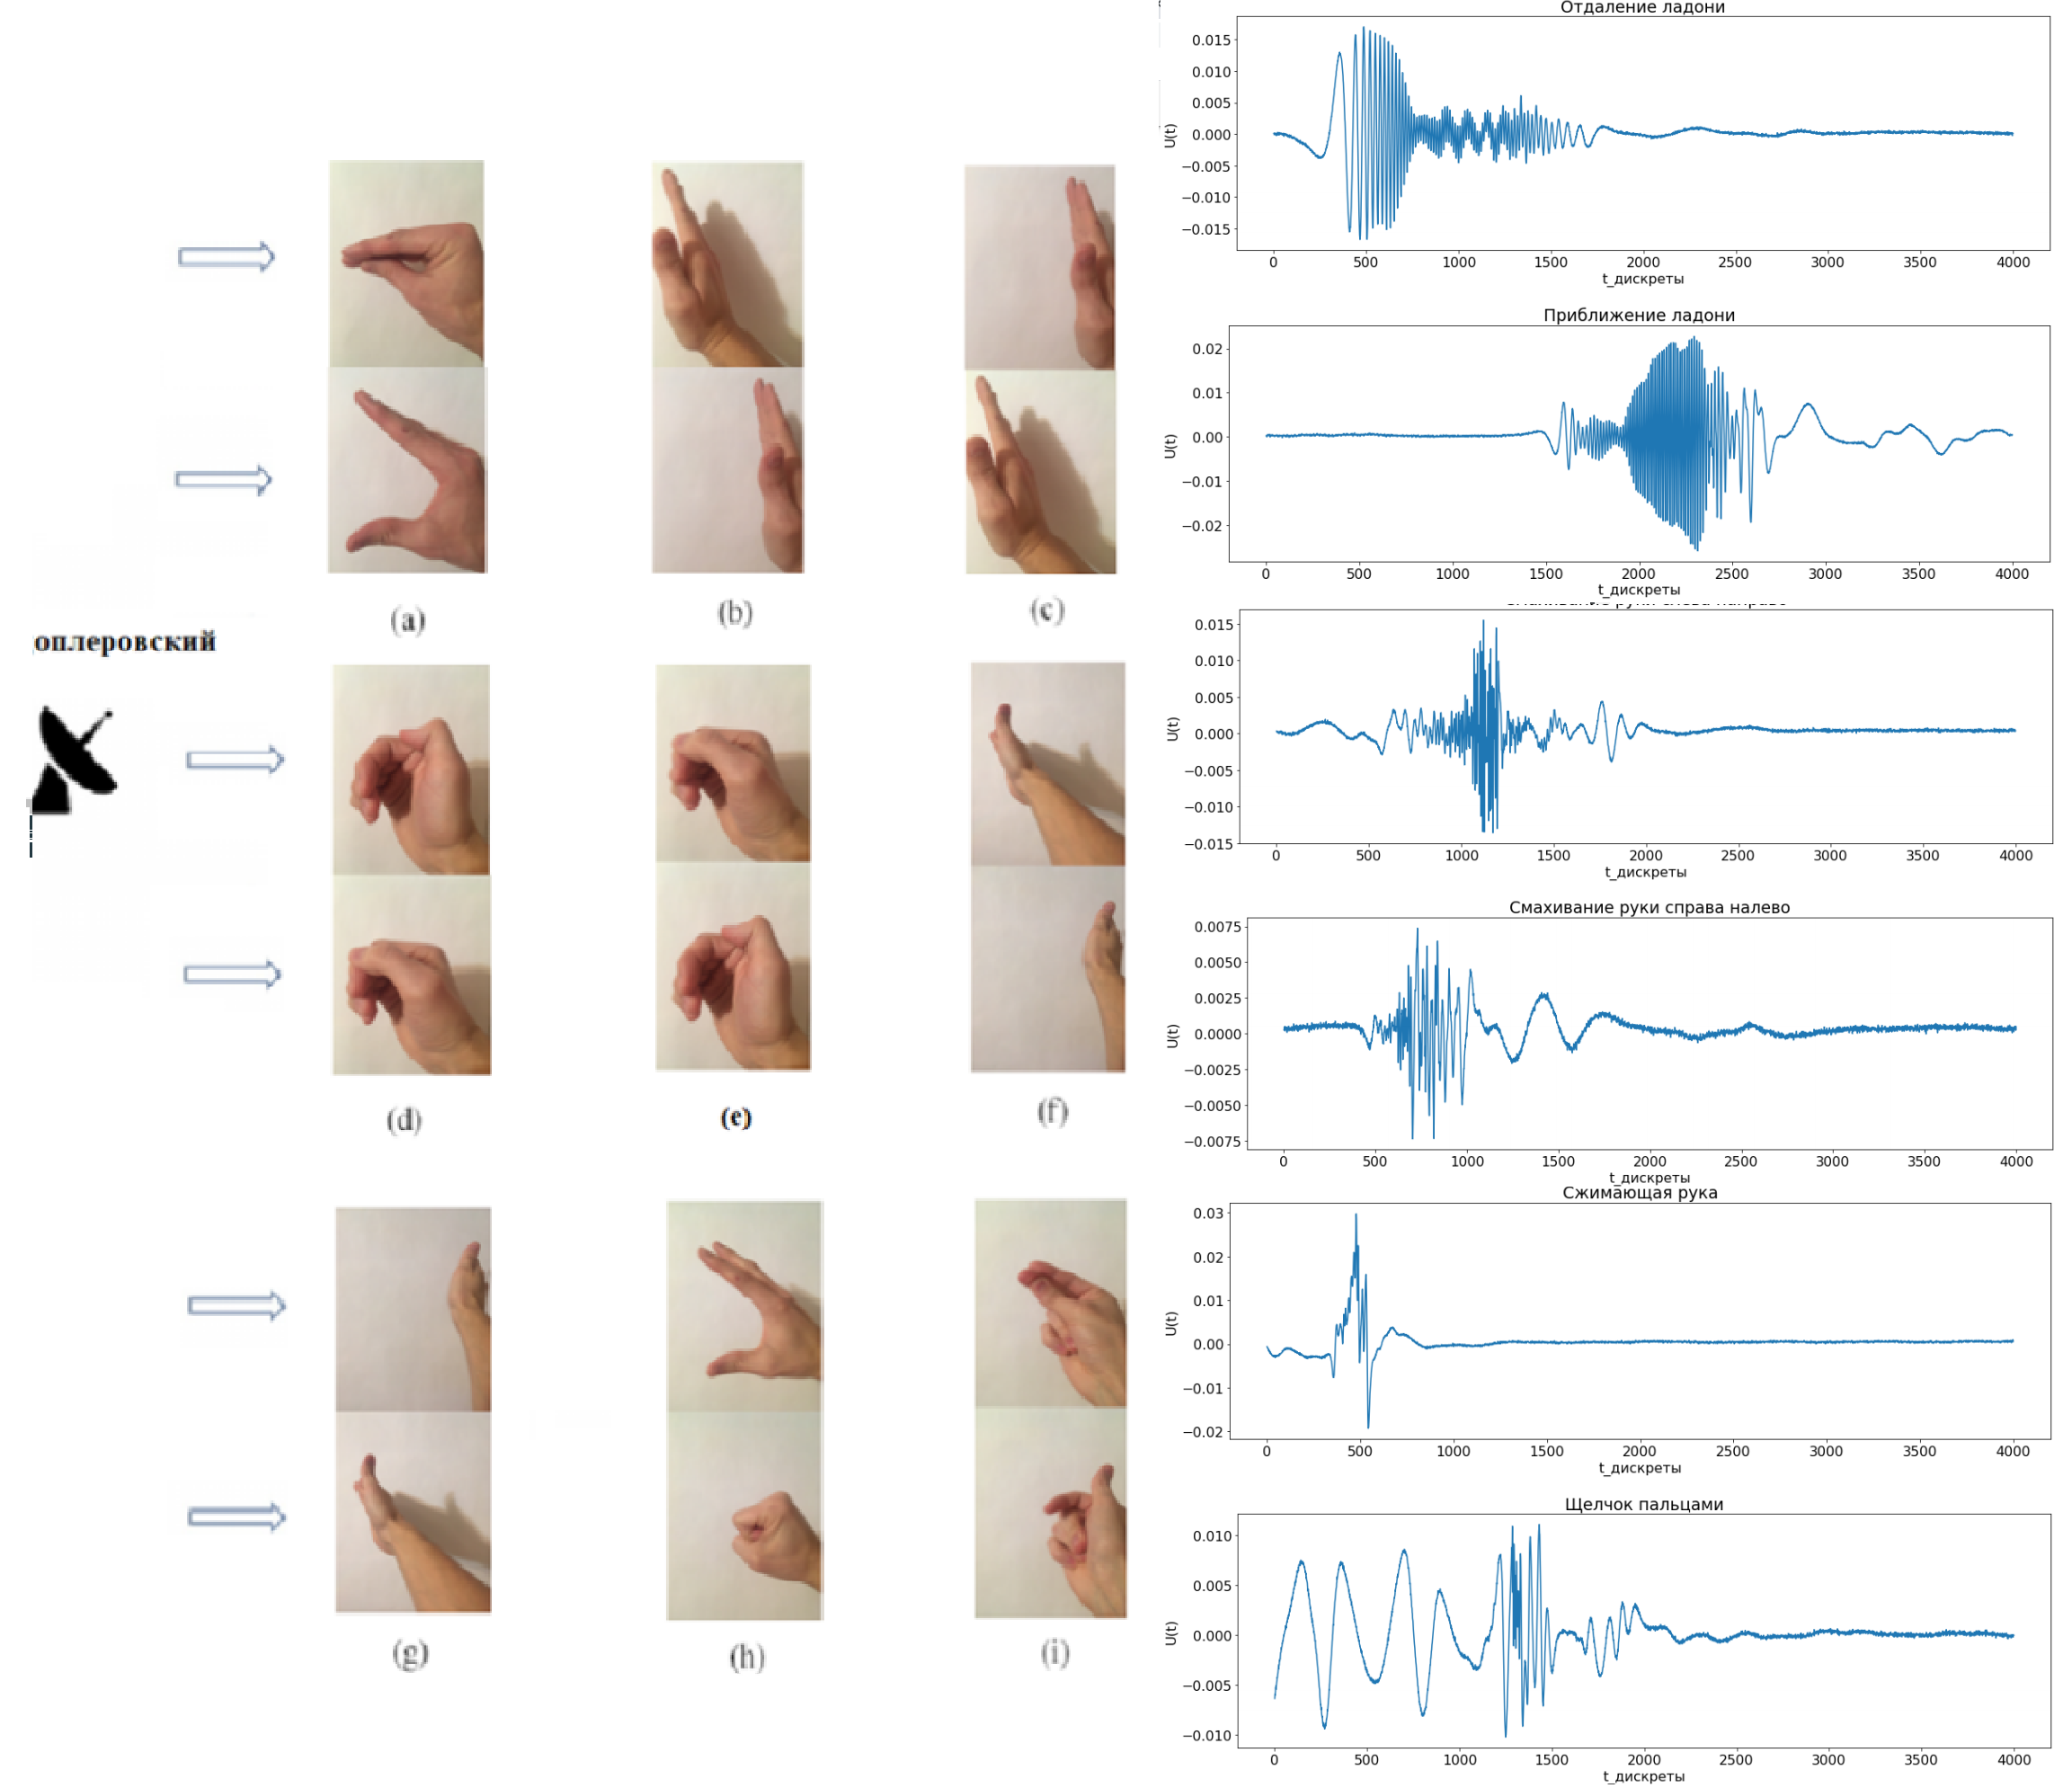 (a)
(b)
(c)
оплеровский
(d)
(e)
(f)
(g)
(h)
(i)
Отдаление ладони
0.015
0.010
0.005
0.000
−0.005
−0.010
−0.015
U(t)
0 500 1000 1500 2000 2500 3000 3500 4000
t_дискреты
Приближение ладони
0.02
0.01
0.00
−0.01
−0.02
U(t)
0 500 1000 1500 2000 2500 3000 3500 4000
t_дискреты
0.015
0.010
0.005
0.000
−0.005
−0.010
−0.015
U(t)
0 500 1000 1500 2000 2500 3000 3500 4000
t_дискреты
Смахивание руки справа налево
0.0075
0.0050
0.0025
0.0000
−0.0025
−0.0050
−0.0075
U(t)
0 500 1000 1500 2000 2500 3000 3500 4000
t_дискреты
Сжимающая рука
0.03
0.02
0.01
0.00
−0.01
−0.02
U(t)
0 500 1000 1500 2000 2500 3000 3500 4000
t_дискреты
Щелчок пальцами
0.010
0.005
0.000
−0.005
−0.010
U(t)
0 500 1000 1500 2000 2500 3000 3500 4000
t_дискреты